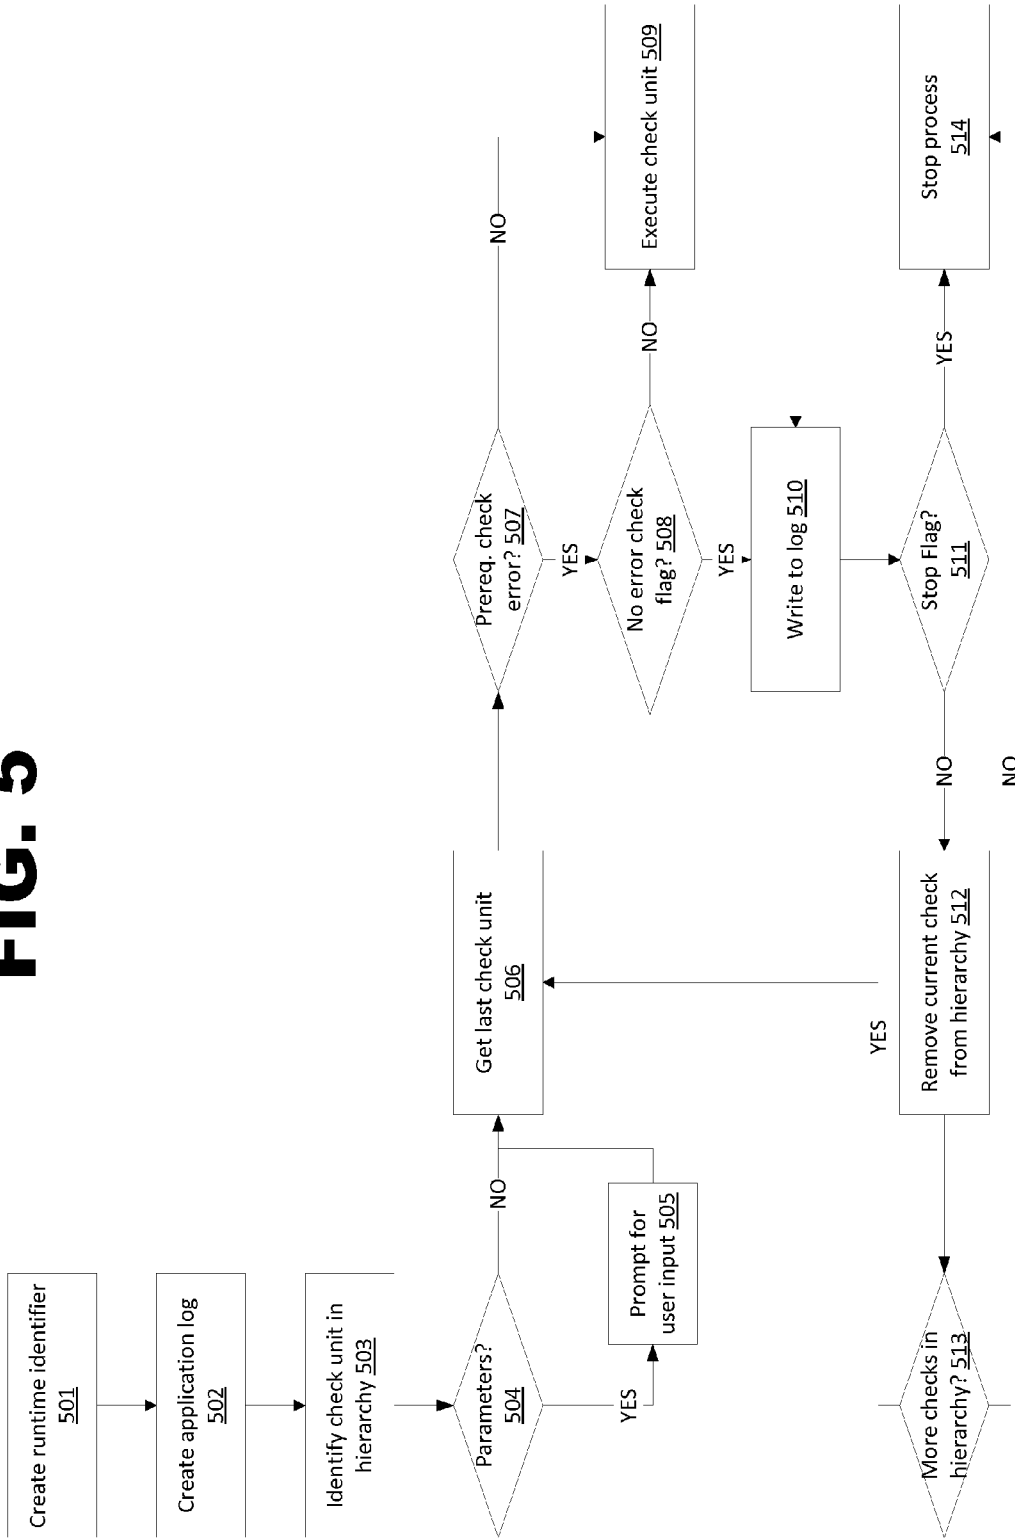 FIG. 5
Create runtime identifier
501
Create application log
502
Identify check unit in
hierarchy 503
Parameters?
504
YES
NO
Prompt for
user input 505
Get last check unit
506
Prereq. check
error? 507
NO
YES
No error check
flag? 508
NO
Execute check unit 509
YES
Write to log 510
Stop Flag?
511
YES
Stop process
514
NO
Remove current check
from hierarchy 512
More checks in
hierarchy? 513
YES
NO